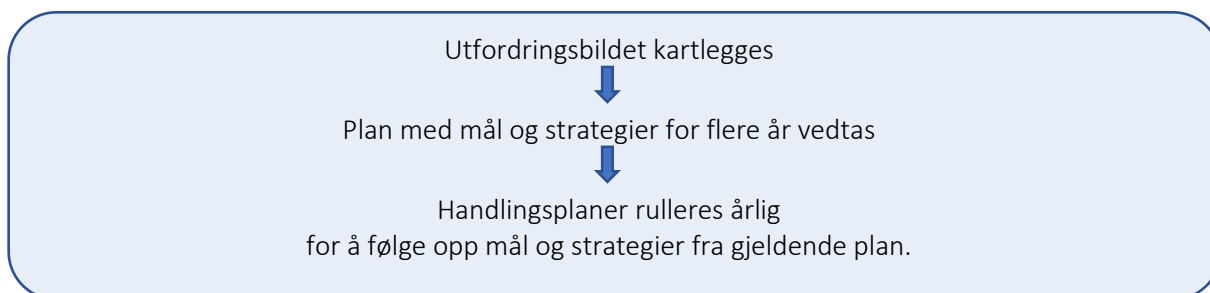 Utfordringsbildet kartlegges
Plan med mål og strategier for flere år vedtas
Handlingsplaner rulleres årlig
for å følge opp mål og strategier fra gjeldende plan.